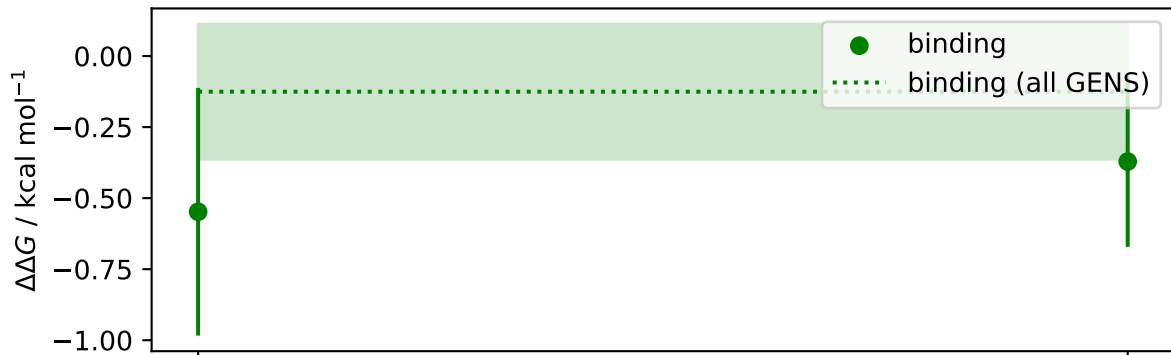 0.00
−0.25
−0.50
−0.75
−1.00
ΔΔG / kcal mol⁻¹
binding
binding (all GENS)